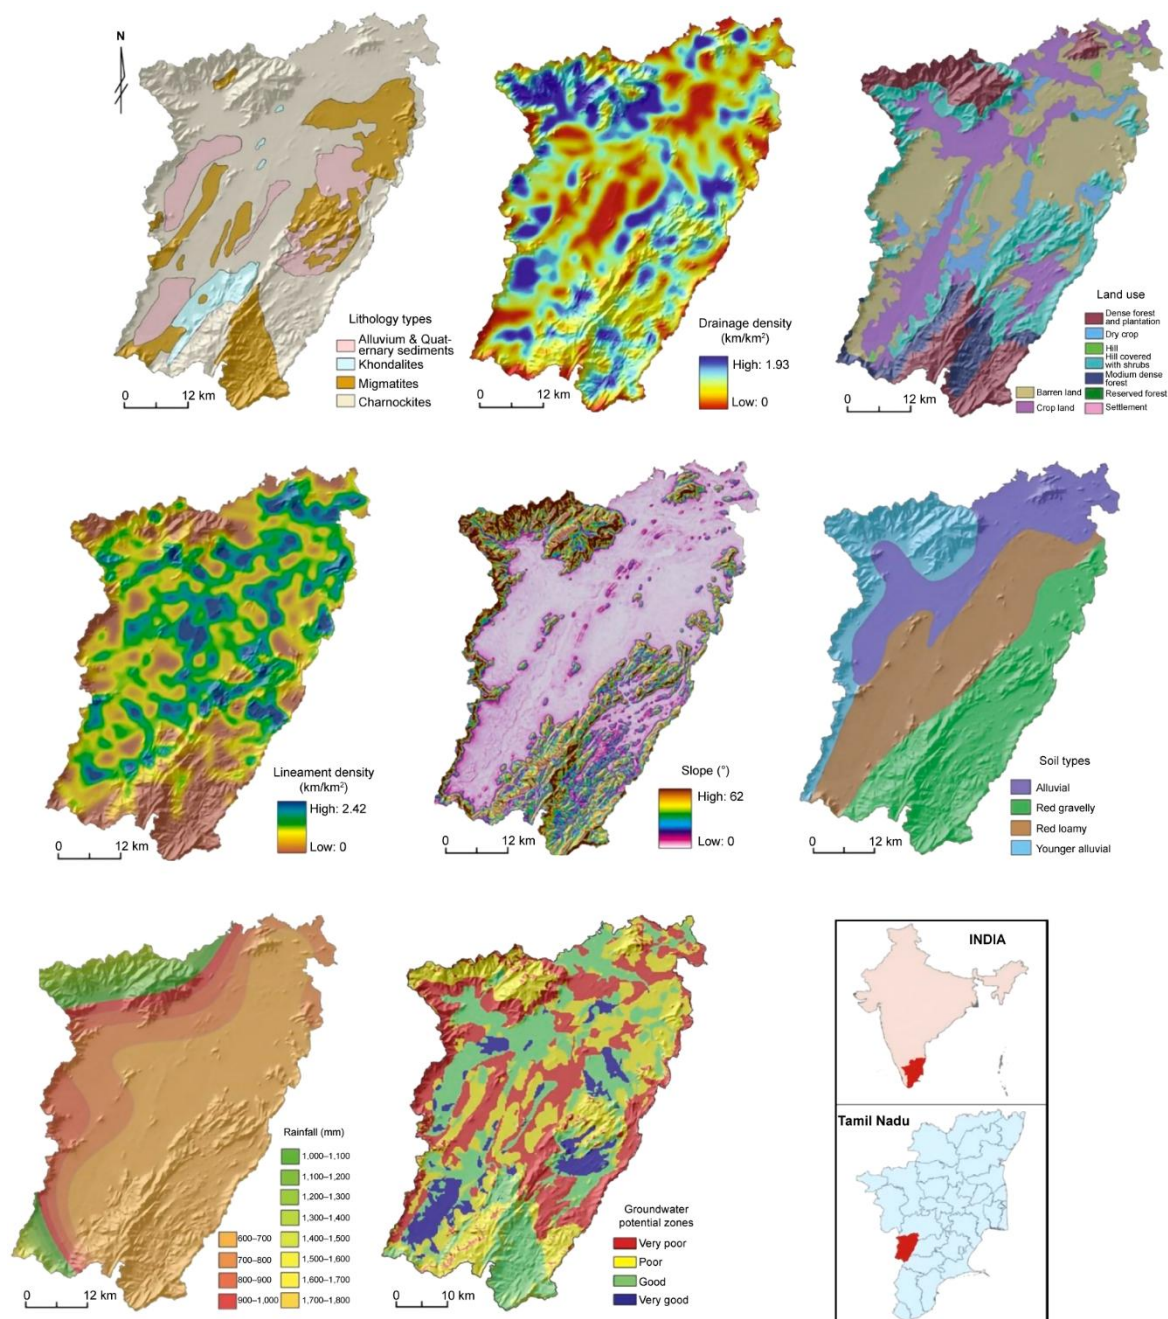 N
Lithology types
Alluvium & Quat-
ernary sediments
Khondalites
Migmatites
Charnockites
0 12 km
Drainage density
(km/km²)
High: 1.93
Low: 0
0 12 km
Land use
Dense forest
and plantation
Dry crop
Hill
Hill covered
with shrubs
Modium dense
forest
Reserved forest
Settlement
Barren land
Crop land
0 12 km
Lineament density
(km/km²)
High: 2.42
Low: 0
0 12 km
Slope (°)
High: 62
Low: 0
0 12 km
Soil types
Alluvial
Red gravelly
Red loamy
Younger alluvial
0 12 km
Rainfall (mm)
1,000–1,100
1,100–1,200
1,200–1,300
1,300–1,400
600–700 1,400–1,500
700–800 1,500–1,600
800–900 1,600–1,700
900–1,000 1,700–1,800
0 12 km
Groundwater
potential zones
Very poor
Poor
Good
Very good
0 10 km
INDIA
Tamil Nadu